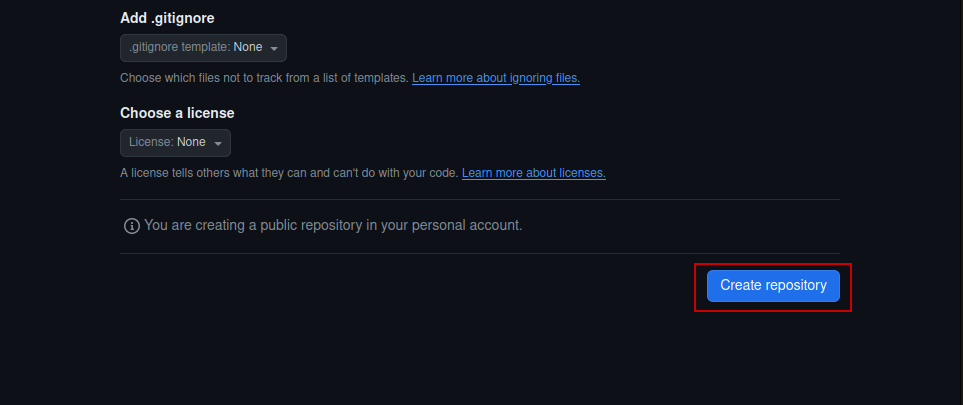 Add .gitignore
.gitignore template: None
Choose which files not to track from a list of templates. Learn more about ignoring files.
Choose a license
License: None
A license tells others what they can and can't do with your code. Learn more about licenses.
You are creating a public repository in your personal account.
Create repository